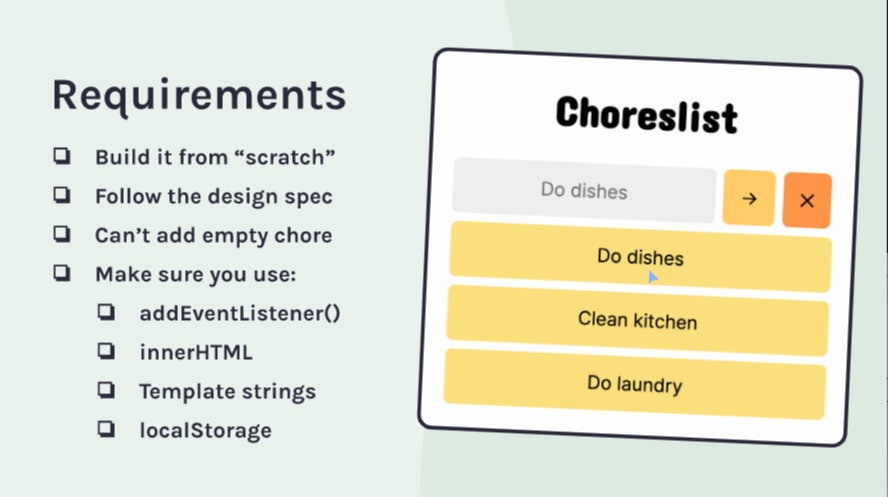 Requirements
Build it from “scratch”
Follow the design spec
Can’t add empty chore
Make sure you use:
addEventListener()
innerHTML
Template strings
localStorage
Choreslist
Do dishes
Do dishes
Clean kitchen
Do laundry